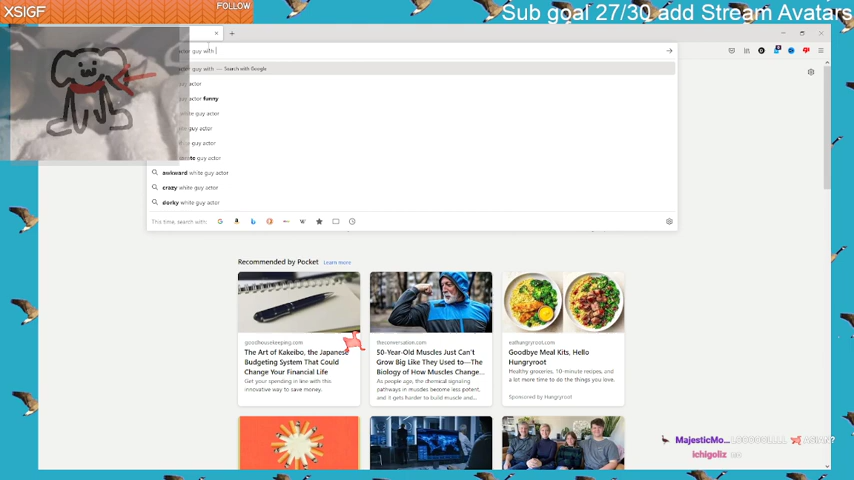 XSIGF
FOLLOW
Sub goal 27/30 add Stream Avatars
guy with
guy with — Search with Google
actor
actor funny
guy actor
guy actor
guy actor
guy actor
awkward white guy actor
crazy white guy actor
dorky white guy actor
This time, search with:
Recommended by Pocket Learn more
goodhousekeeping.com
The Art of Kakeibo, the Japanese
Budgeting System That Could
Change Your Financial Life
Get your spending in line with this
innovative way to save money.
theconversation.com
50-Year-Old Muscles Just Can't
Grow Big Like They Used to—The
Biology of How Muscles Change...
As people age, the chemical signaling
pathways in muscles become less potent,
and it gets harder to build muscle and...
eathungryroot.com
Goodbye Meal Kits, Hello
Hungryroot
Healthy groceries, 10-minute recipes, and
a lot more time to do the things you love.
Sponsored by Hungryroot
MajesticMo...
ASIAN?
ichigoliz no